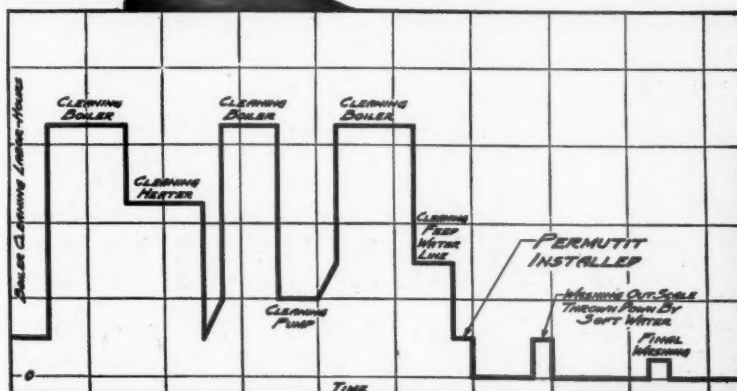 BOILER CLEANING LABOR-HOURS
CLEANING
BOILER
CLEANING
HEATER
CLEANING
BOILER
CLEANING
PUMP
CLEANING
BOILER
CLEANING
FEED
WATER
LINE
PERMUTIT
INSTALLED
WASHING OUT SCALE
THROWN DOWN BY
SOFT WATER
FINAL
WASHING
0
TIME